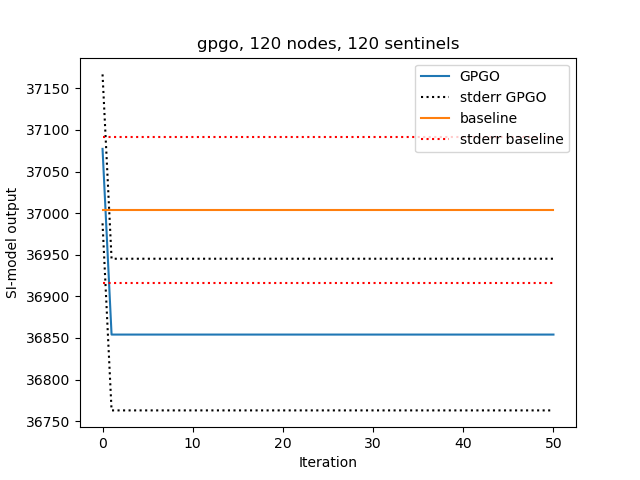 gpgo, 120 nodes, 120 sentinels
GPGO
stderr GPGO
baseline
stderr baseline
SI-model output
37150
37100
37050
37000
36950
36900
36850
36800
36750
0 10 20 30 40 50
Iteration